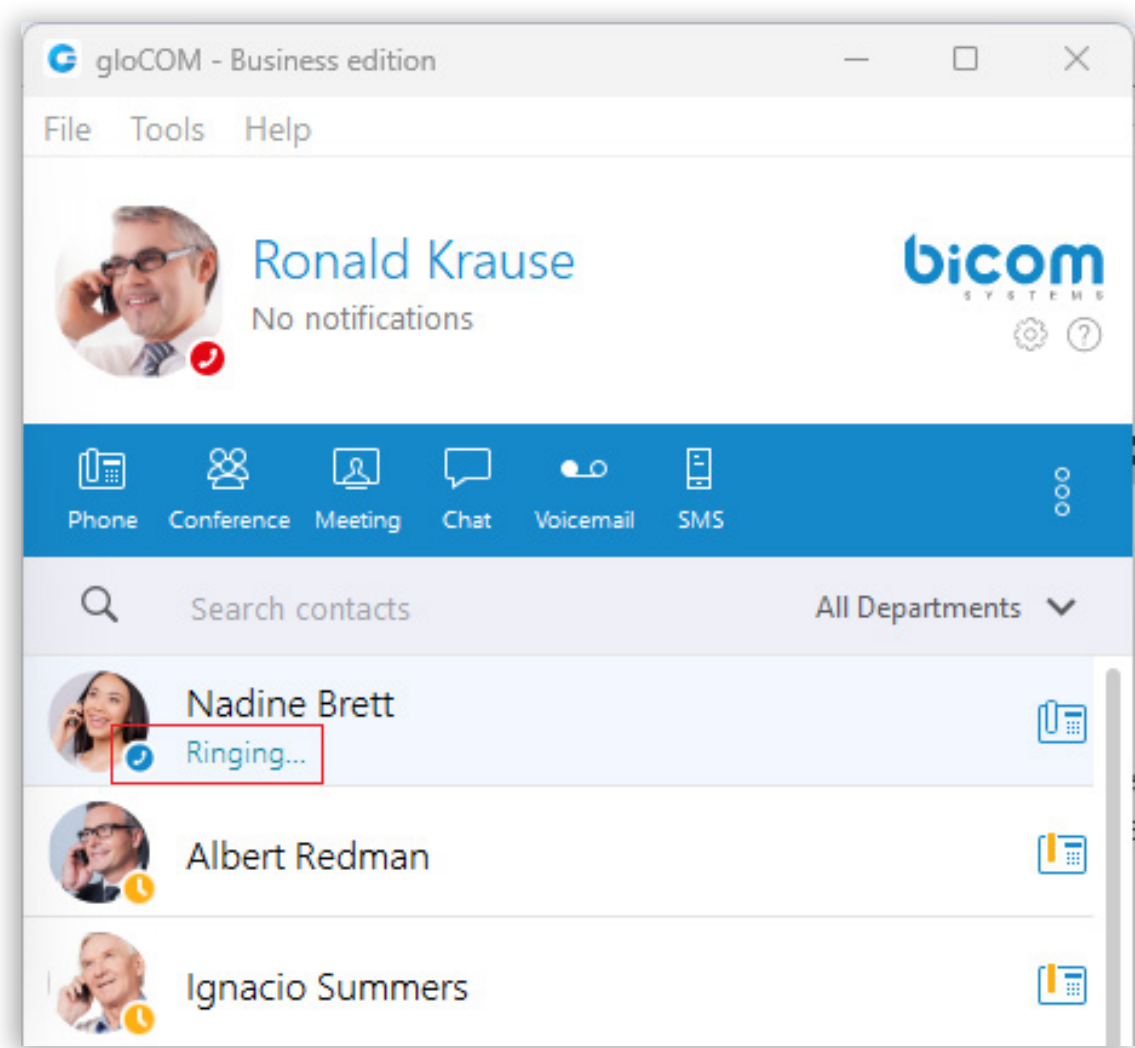 gloCOM - Business edition
File Tools Help
Ronald Krause
No notifications
bicom
SYSTEMS
Phone Conference Meeting Chat Voicemail SMS
Search contacts All Departments
Nadine Brett
Ringing...
Albert Redman
Ignacio Summers